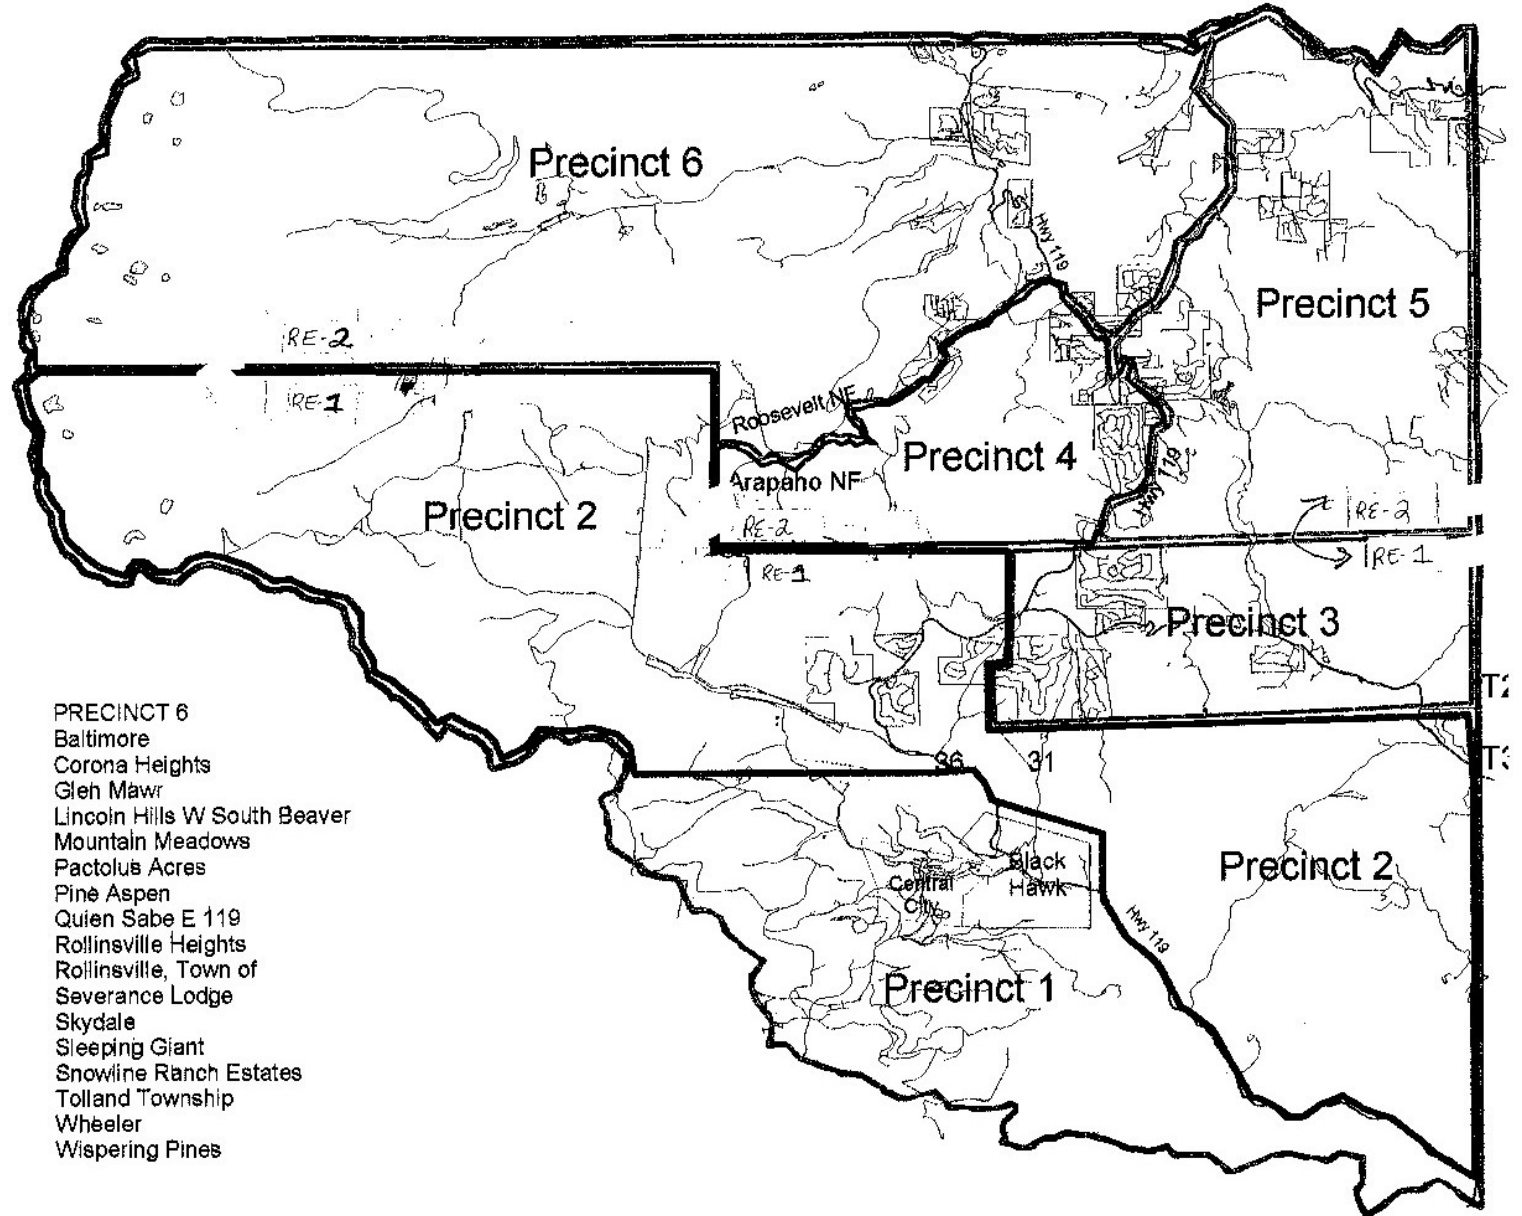 Precinct 6
Hwy 119
Precinct 5
RE-2
RE-1
Roosevelt NF
Precinct 4
Arapaho NF
Hwy 119
Precinct 2
RE-2
RE-2
RE-1
RE-1
Precinct 3
T2
36
31
T3
Black
Hawk
Central
City
Precinct 2
Hwy 119
Precinct 1
PRECINCT 6
Baltimore
Corona Heights
Glen Mawr
Lincoln Hills W South Beaver
Mountain Meadows
Pactolus Acres
Pine Aspen
Quien Sabe E 119
Rollinsville Heights
Rollinsville, Town of
Severance Lodge
Skydale
Sleeping Giant
Snowline Ranch Estates
Tolland Township
Wheeler
Wispering Pines